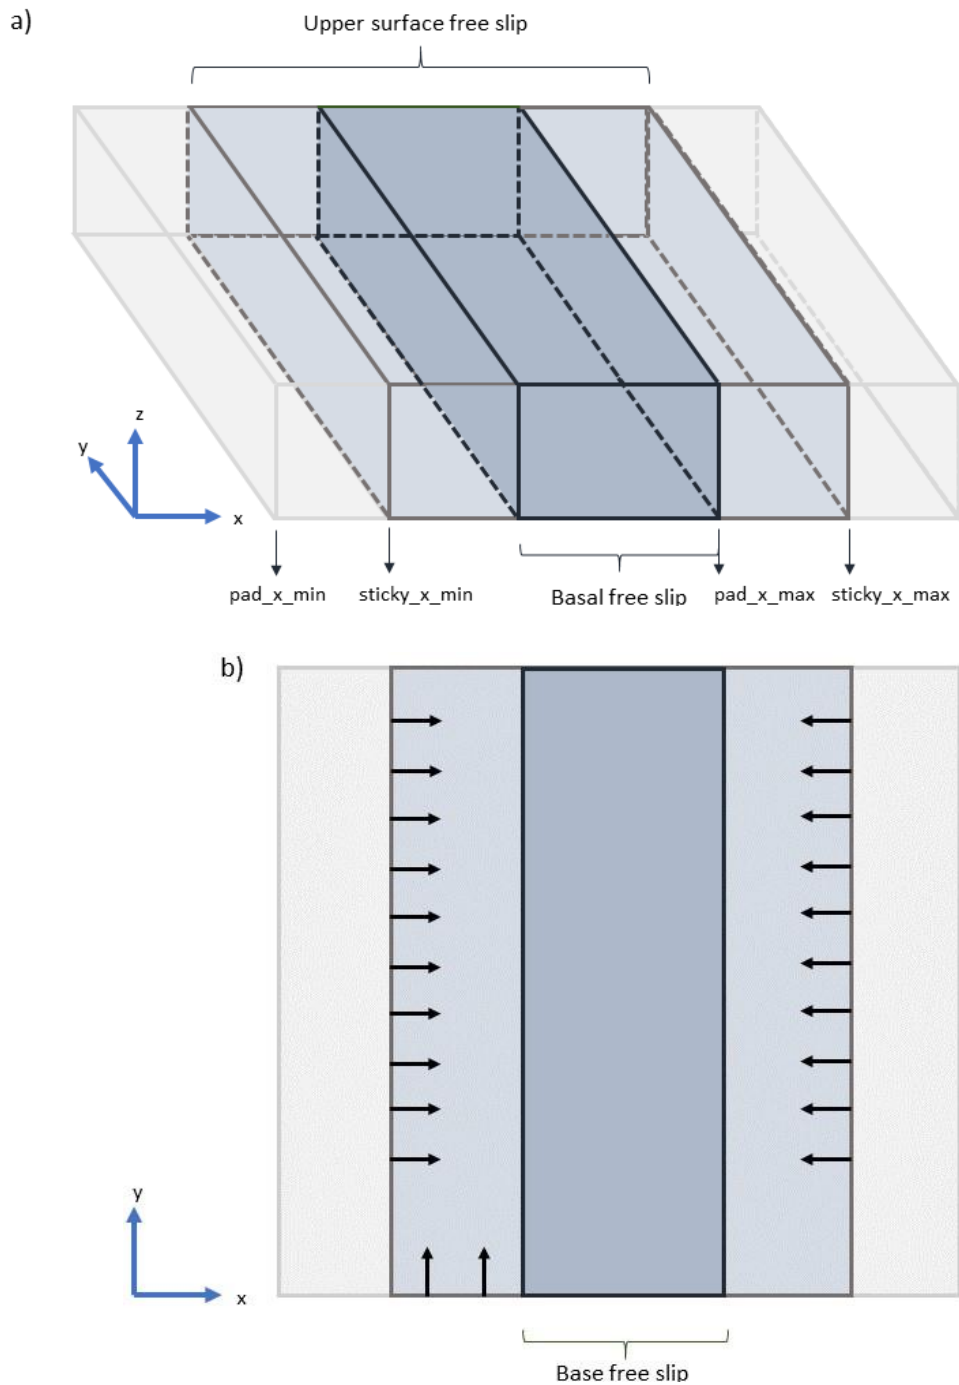 a)
Upper surface free slip
z
y
x
pad_x_min
sticky_x_min
Basal free slip
pad_x_max
sticky_x_max
b)
y
x
Base free slip